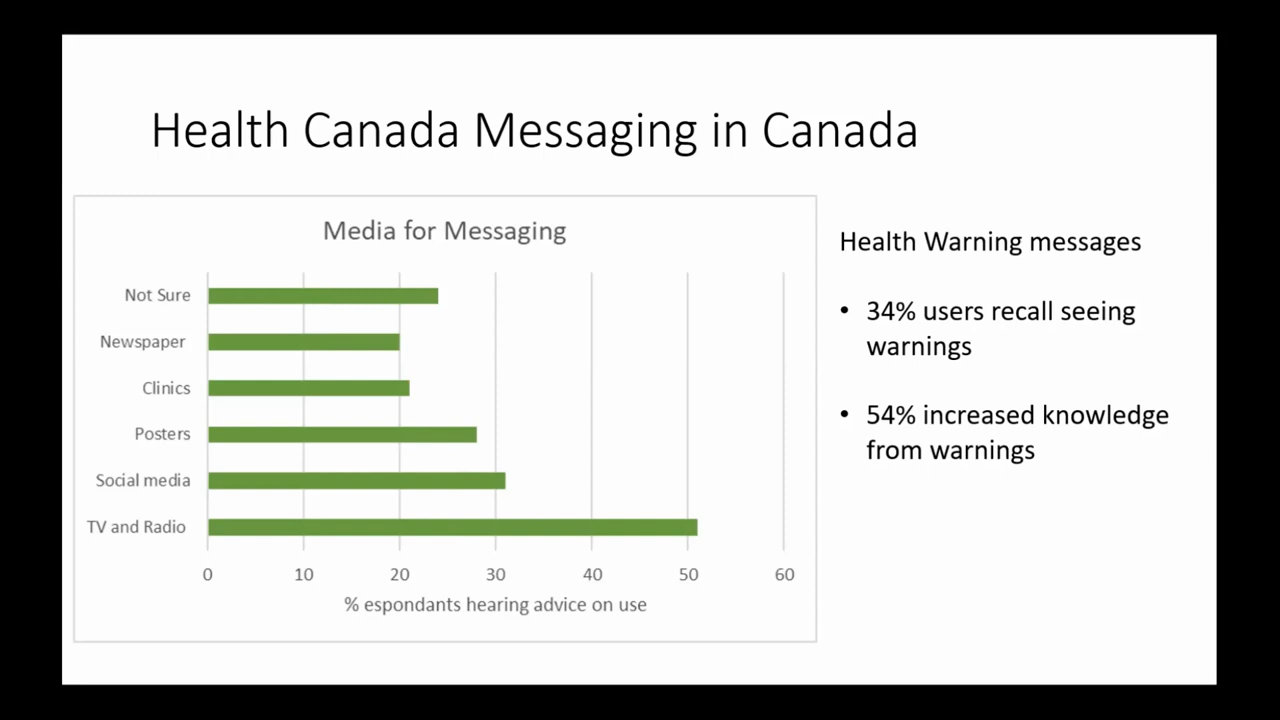 Health Canada Messaging in Canada
Media for Messaging
Not Sure
Newspaper
Clinics
Posters
Social media
TV and Radio
0 10 20 30 40 50 60
% espondants hearing advice on use
Health Warning messages
• 34% users recall seeing
warnings
• 54% increased knowledge
from warnings